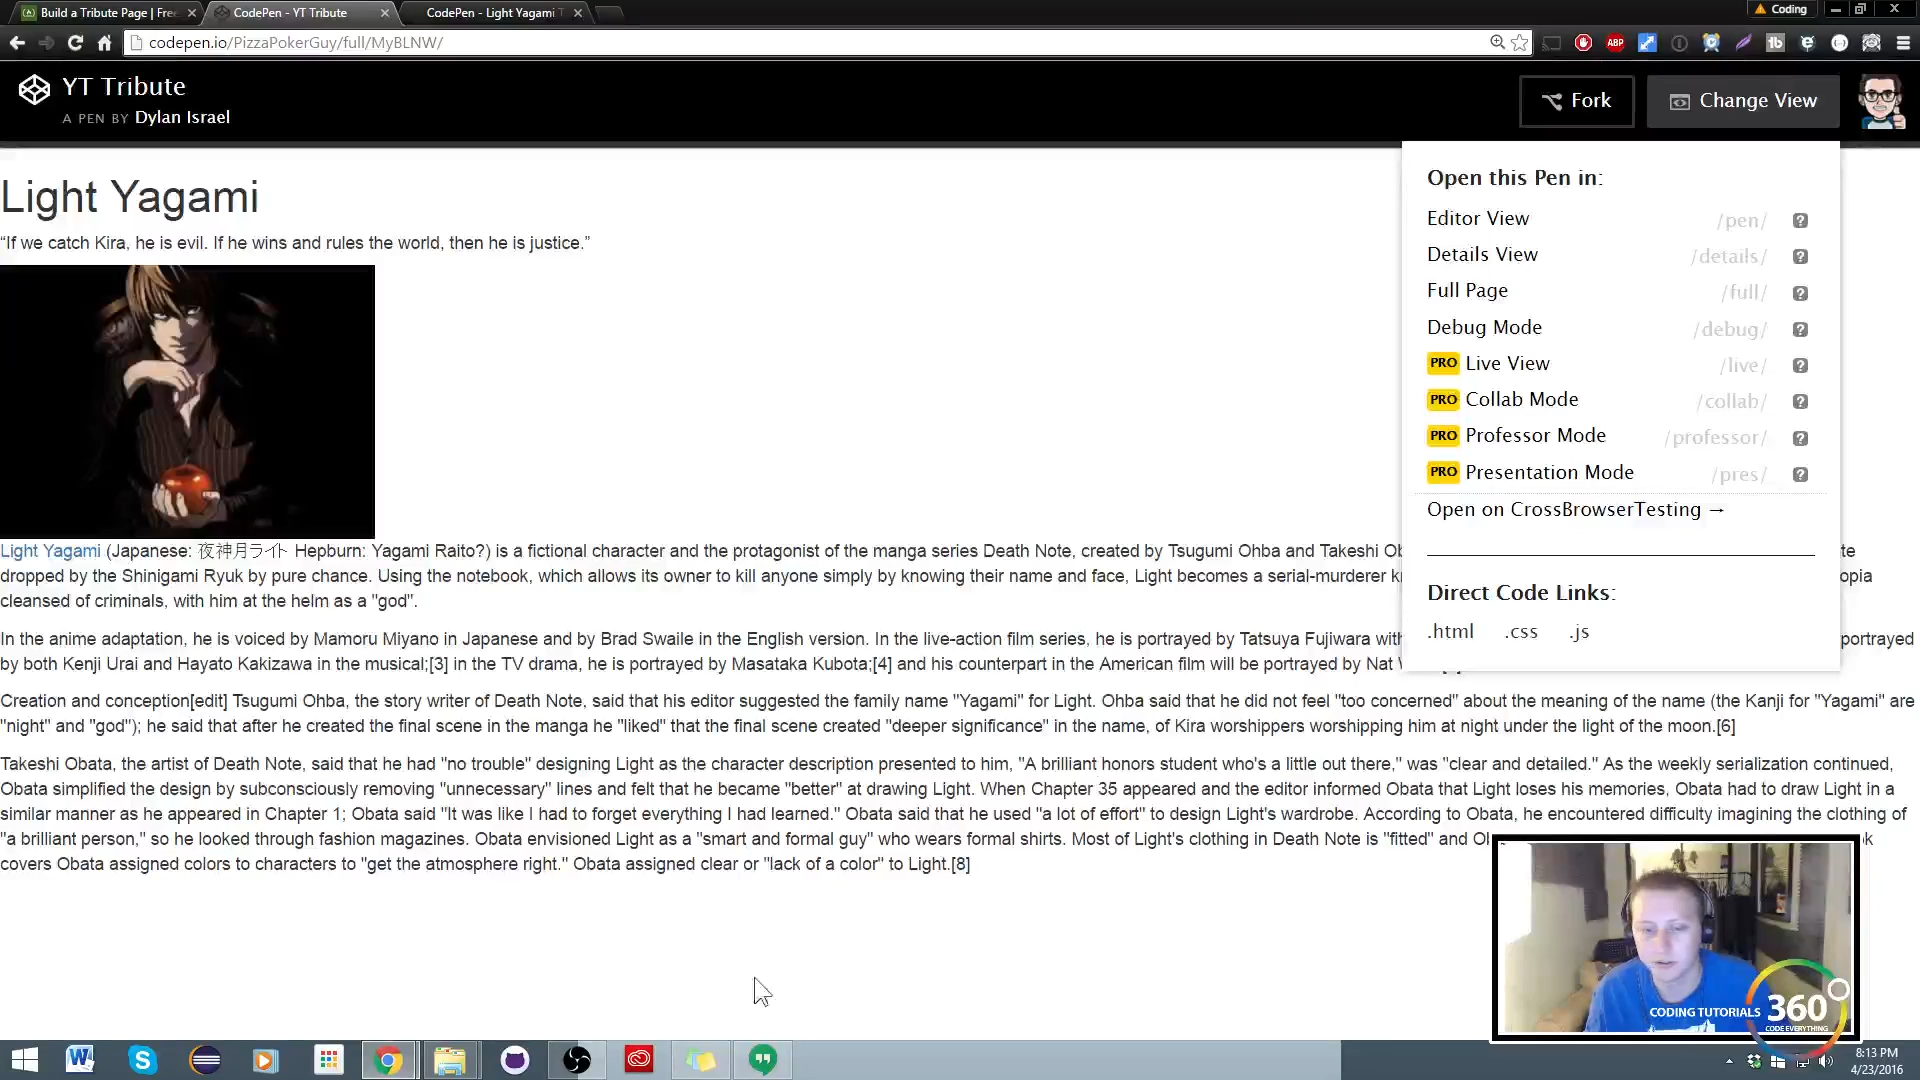 Build a Tribute Page | Free
CodePen - YT Tribute
CodePen - Light Yagami T
Coding
codepen.io/PizzaPokerGuy/full/MyBLNW/
ABP
YT Tribute
A PEN BY Dylan Israel
Fork
Change View
Open this Pen in:
Editor View /pen/ ?
Details View /details/ ?
Full Page /full/ ?
Debug Mode /debug/ ?
PRO Live View /live/ ?
PRO Collab Mode /collab/ ?
PRO Professor Mode /professor/ ?
PRO Presentation Mode /pres/ ?
Open on CrossBrowserTesting →
Direct Code Links:
.html .css .js
Light Yagami
“If we catch Kira, he is evil. If he wins and rules the world, then he is justice.”
Light Yagami (Japanese: 夜神月ライト Hepburn: Yagami Raito?) is a fictional character and the protagonist of the manga series Death Note, created by Tsugumi Ohba and Takeshi
dropped by the Shinigami Ryuk by pure chance. Using the notebook, which allows its owner to kill anyone simply by knowing their name and face, Light becomes a serial-murderer
cleansed of criminals, with him at the helm as a "god".
In the anime adaptation, he is voiced by Mamoru Miyano in Japanese and by Brad Swaile in the English version. In the live-action film series, he is portrayed by Tatsuya Fujiwara portrayed
by both Kenji Urai and Hayato Kakizawa in the musical;[3] in the TV drama, he is portrayed by Masataka Kubota;[4] and his counterpart in the American film will be portrayed by Nat
Creation and conception[edit] Tsugumi Ohba, the story writer of Death Note, said that his editor suggested the family name "Yagami" for Light. Ohba said that he did not feel "too concerned" about the meaning of the name (the Kanji for "Yagami" are
"night" and "god"); he said that after he created the final scene in the manga he "liked" that the final scene created "deeper significance" in the name, of Kira worshippers worshipping him at night under the light of the moon.[6]
Takeshi Obata, the artist of Death Note, said that he had "no trouble" designing Light as the character description presented to him, "A brilliant honors student who's a little out there," was "clear and detailed." As the weekly serialization continued,
Obata simplified the design by subconsciously removing "unnecessary" lines and felt that he became "better" at drawing Light. When Chapter 35 appeared and the editor informed Obata that Light loses his memories, Obata had to draw Light in a
similar manner as he appeared in Chapter 1; Obata said "It was like I had to forget everything I had learned." Obata said that he used "a lot of effort" to design Light's wardrobe. According to Obata, he encountered difficulty imagining the clothing of
"a brilliant person," so he looked through fashion magazines. Obata envisioned Light as a "smart and formal guy" who wears formal shirts. Most of Light's clothing in Death Note is "fitted" and
covers Obata assigned colors to characters to "get the atmosphere right." Obata assigned clear or "lack of a color" to Light.[8]
CODING TUTORIALS 360
CODE EVERYTHING
8:13 PM
4/23/2016